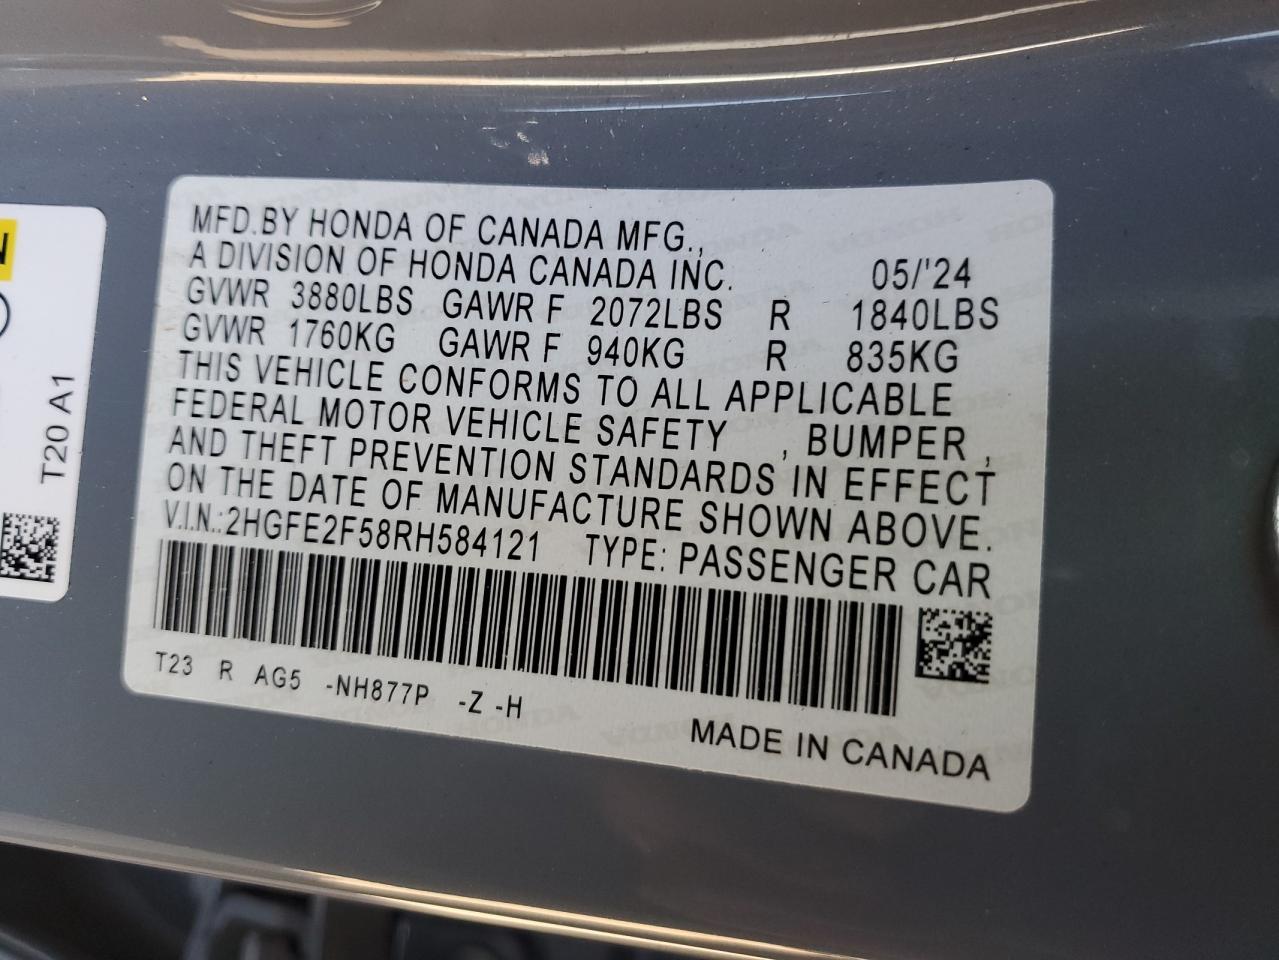 MFD.BY HONDA OF CANADA MFG.,
A DIVISION OF HONDA CANADA INC. 05/'24
GVWR 3880LBS GAWR F 2072LBS R 1840LBS
GVWR 1760KG GAWR F 940KG R 835KG
THIS VEHICLE CONFORMS TO ALL APPLICABLE
FEDERAL MOTOR VEHICLE SAFETY , BUMPER ,
AND THEFT PREVENTION STANDARDS IN EFFECT
ON THE DATE OF MANUFACTURE SHOWN ABOVE.
V.I.N.:2HGFE2F58RH584121 TYPE: PASSENGER CAR
T23 R AG5 -NH877P -Z -H
MADE IN CANADA
T20 A1